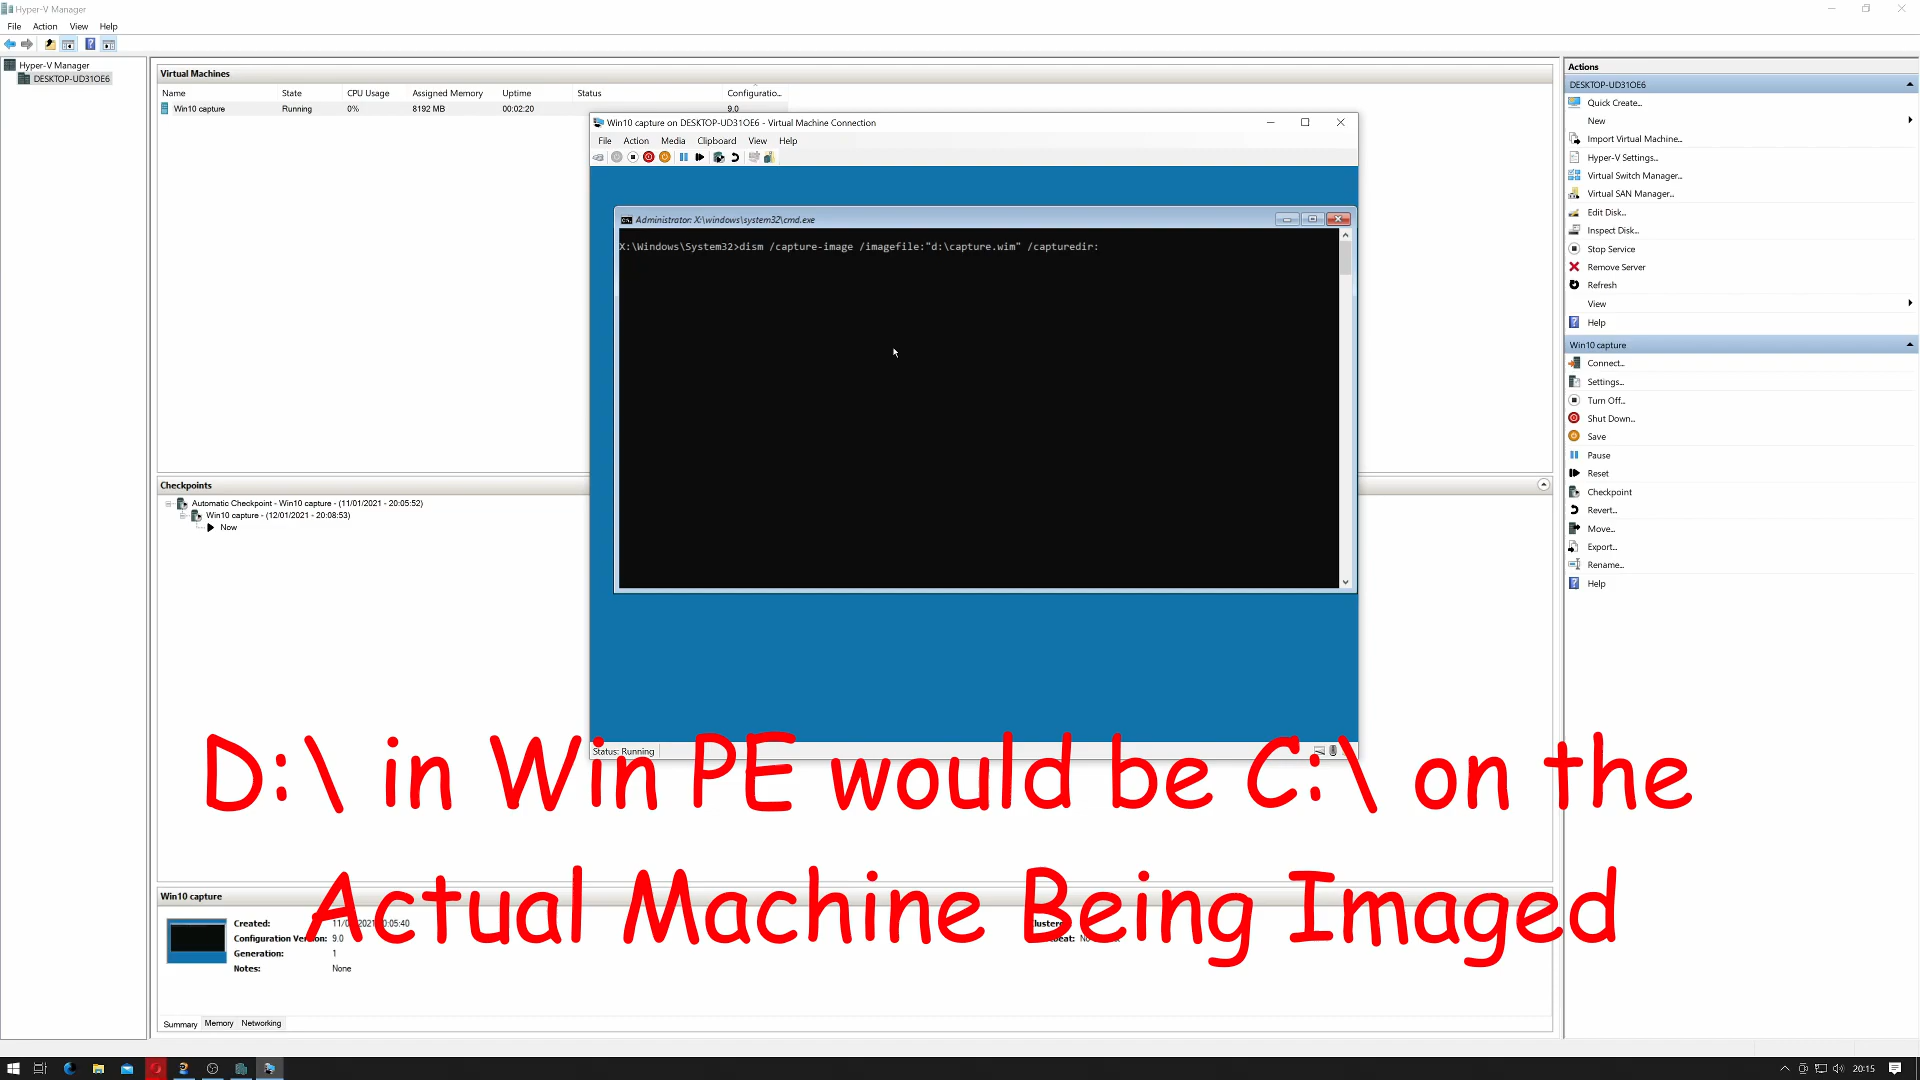 Hyper-V Manager
File Action View Help
Hyper-V Manager
DESKTOP-UD31OE6
Virtual Machines
Name State CPU Usage Assigned Memory Uptime Status Configuratio...
Win10 capture Running 0% 8192 MB 00:02:20 9.0
Win10 capture on DESKTOP-UD31OE6 - Virtual Machine Connection
File Action Media Clipboard View Help
Administrator: X:\windows\system32\cmd.exe
X:\Windows\System32>dism /capture-image /imagefile:"d:\capture.wim" /capturedir:
Status: Running
Checkpoints
Automatic Checkpoint - Win10 capture - (11/01/2021 - 20:05:52)
Win10 capture - (12/01/2021 - 20:08:53)
Now
D:\ in Win PE would be C:\ on the
Actual Machine Being Imaged
Win10 capture
Created: 11/0 0:05:40
Configuration Version: 9.0
Generation: 1
Notes: None
Summary Memory Networking
Actions
DESKTOP-UD31OE6
Quick Create...
New
Import Virtual Machine...
Hyper-V Settings...
Virtual Switch Manager...
Virtual SAN Manager...
Edit Disk...
Inspect Disk...
Stop Service
Remove Server
Refresh
View
Help
Win10 capture
Connect...
Settings...
Turn Off...
Shut Down...
Save
Pause
Reset
Checkpoint
Revert...
Move...
Export...
Rename...
Help
20:15